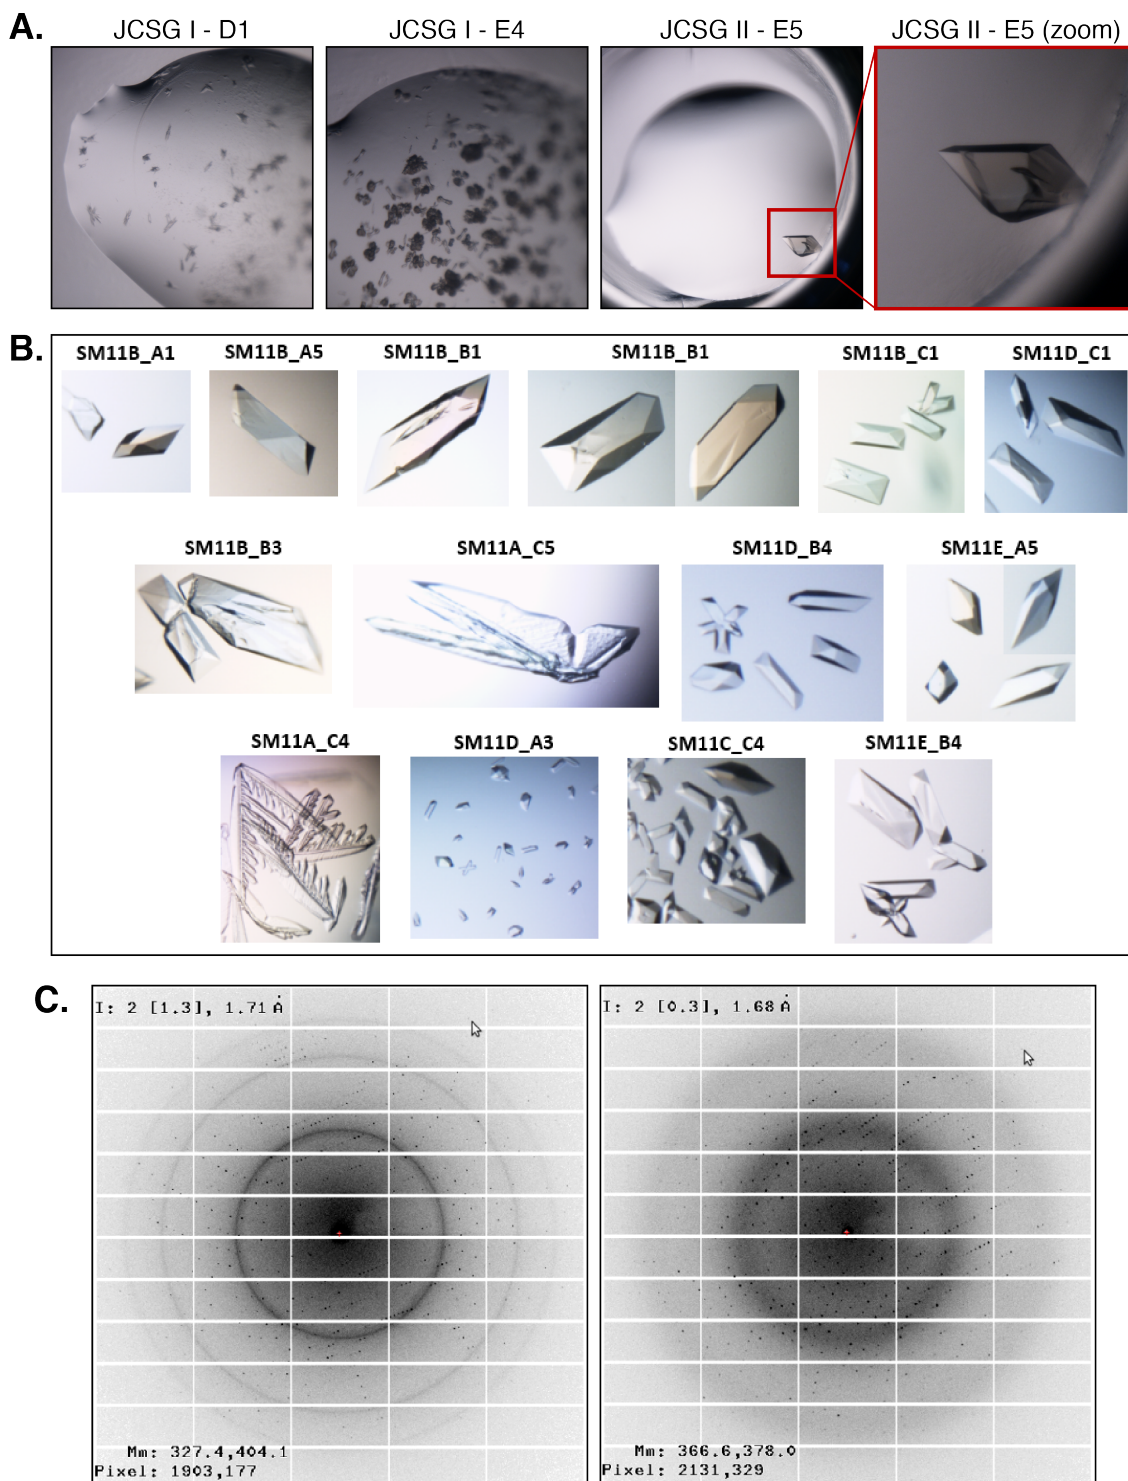 A.
JCSG I - D1
JCSG I - E4
JCSG II - E5
JCSG II - E5 (zoom)
B.
SM11B_A1
SM11B_A5
SM11B_B1
SM11B_B1
SM11B_C1
SM11D_C1
SM11B_B3
SM11A_C5
SM11D_B4
SM11E_A5
SM11A_C4
SM11D_A3
SM11C_C4
SM11E_B4
C.
I: 2 [1.3], 1.71 Å
I: 2 [0.3], 1.68 Å
Mm: 327.4,404.1
Pixel: 1903,177
Mm: 366.6,378.0
Pixel: 2131,329